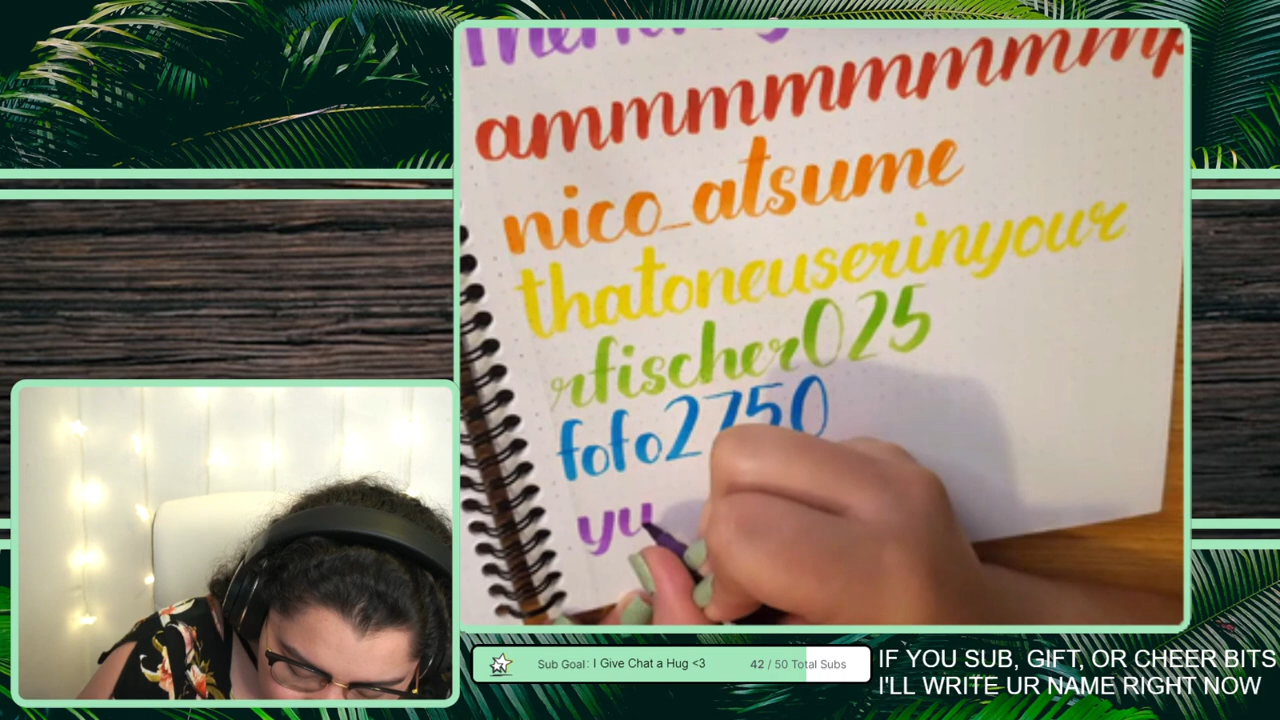 ammmmmmmmp
nico_atsume
thatoneuserinyour
rfischer025
fofo2750
yu
Sub Goal: I Give Chat a Hug <3 42 / 50 Total Subs
IF YOU SUB, GIFT, OR CHEER BITS
I'LL WRITE UR NAME RIGHT NOW